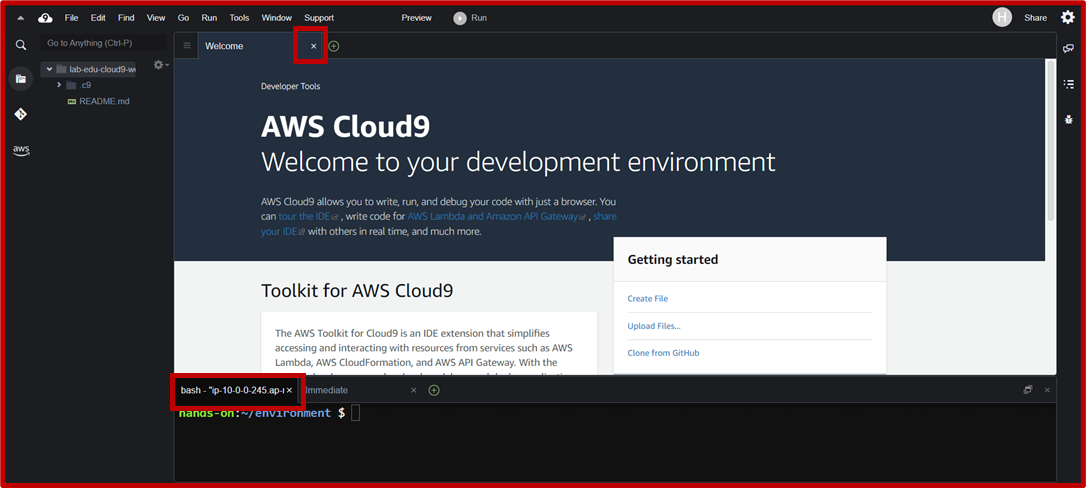 File Edit Find View Go Run Tools Window Support Preview Run H Share
Go to Anything (Ctrl-P)
lab-edu-cloud9-w
.c9
README.md
aws
Welcome
Developer Tools
AWS Cloud9
Welcome to your development environment
AWS Cloud9 allows you to write, run, and debug your code with just a browser. You
can tour the IDE , write code for AWS Lambda and Amazon API Gateway , share
your IDE with others in real time, and much more.
Getting started
Create File
Upload Files...
Clone from GitHub
Toolkit for AWS Cloud9
The AWS Toolkit for Cloud9 is an IDE extension that simplifies
accessing and interacting with resources from services such as AWS
Lambda, AWS CloudFormation, and AWS API Gateway. With the
bash - "ip-10-0-0-245.ap-
Immediate
hands-on:~/environment $